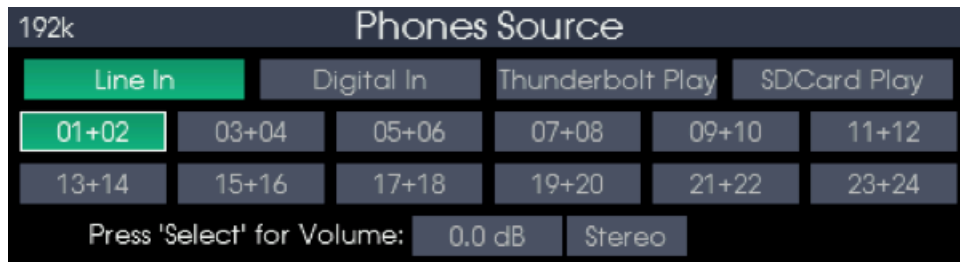 192k Phones Source
Line In Digital In Thunderbolt Play SDCard Play
01+02 03+04 05+06 07+08 09+10 11+12
13+14 15+16 17+18 19+20 21+22 23+24
Press 'Select' for Volume: 0.0 dB Stereo